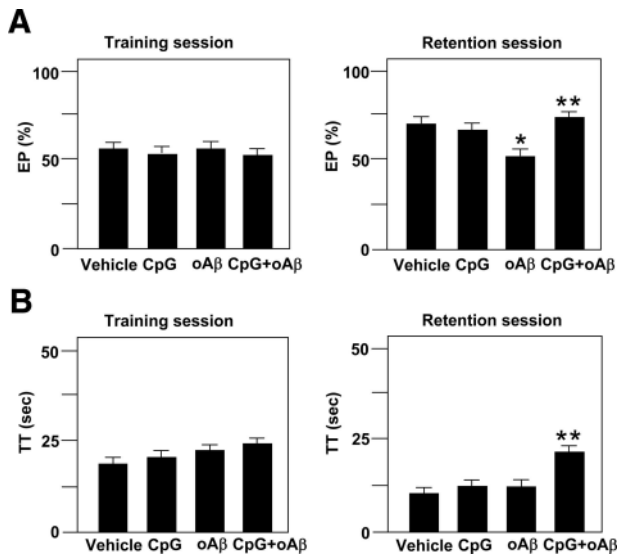 A
Training session
EP (%)
100
50
0
Vehicle CpG oAβ CpG+oAβ
Retention session
EP (%)
100
50
0
*
**
Vehicle CpG oAβ CpG+oAβ
B
Training session
TT (sec)
50
25
0
Vehicle CpG oAβ CpG+oAβ
Retention session
TT (sec)
50
25
0
**
Vehicle CpG oAβ CpG+oAβ